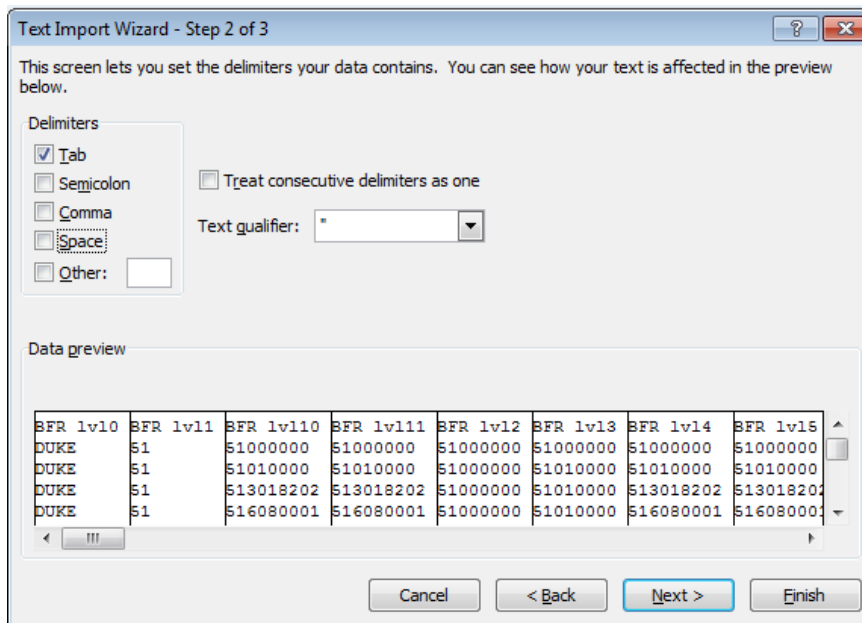 Text Import Wizard - Step 2 of 3
This screen lets you set the delimiters your data contains. You can see how your text is affected in the preview
below.
Delimiters
Tab
Semicolon
Comma
Space
Other:
Treat consecutive delimiters as one
Text qualifier: "
Data preview
BFR lvl0 BFR lvl1 BFR lvl10 BFR lvl11 BFR lvl2 BFR lvl3 BFR lvl4 BFR lvl5
DUKE 51 51000000 51000000 51000000 51000000 51000000 51000000
DUKE 51 51010000 51010000 51000000 51010000 51010000 51010000
DUKE 51 513018202 513018202 51000000 51010000 513018202 51301820
DUKE 51 516080001 516080001 51000000 51010000 516080001 516080001
Cancel < Back Next > Finish